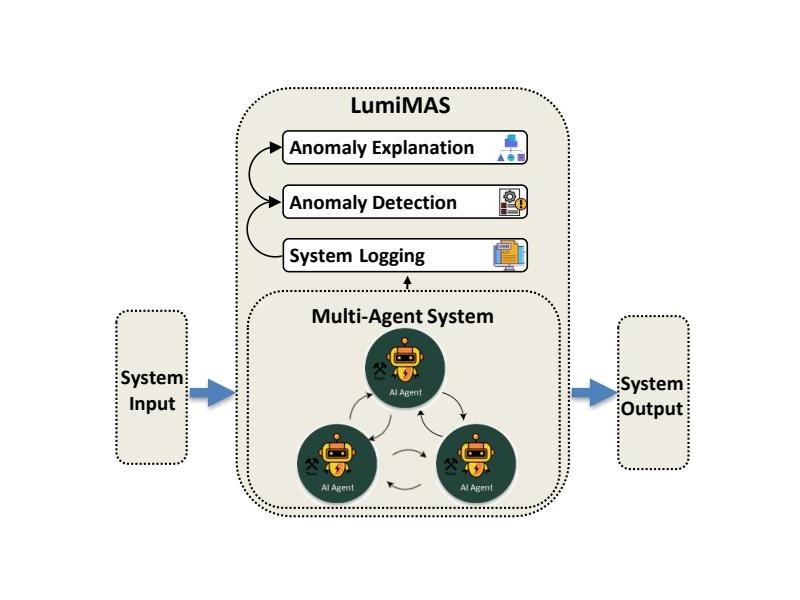 LumiMAS
Anomaly Explanation
Anomaly Detection
System Logging
Multi-Agent System
AI Agent
System
Input
System
Output
AI Agent
AI Agent